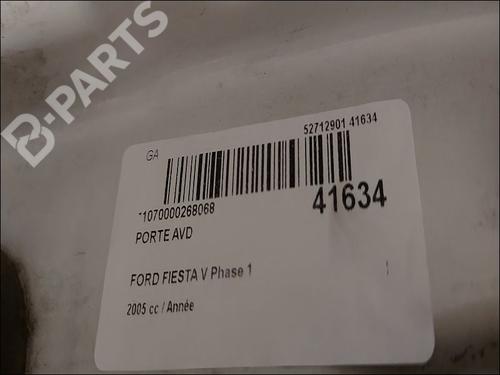 B-PARTS
GA
52712901 41634
*1070000268068
41634
PORTE AVD
FORD FIESTA V Phase 1
2005 cc / Année